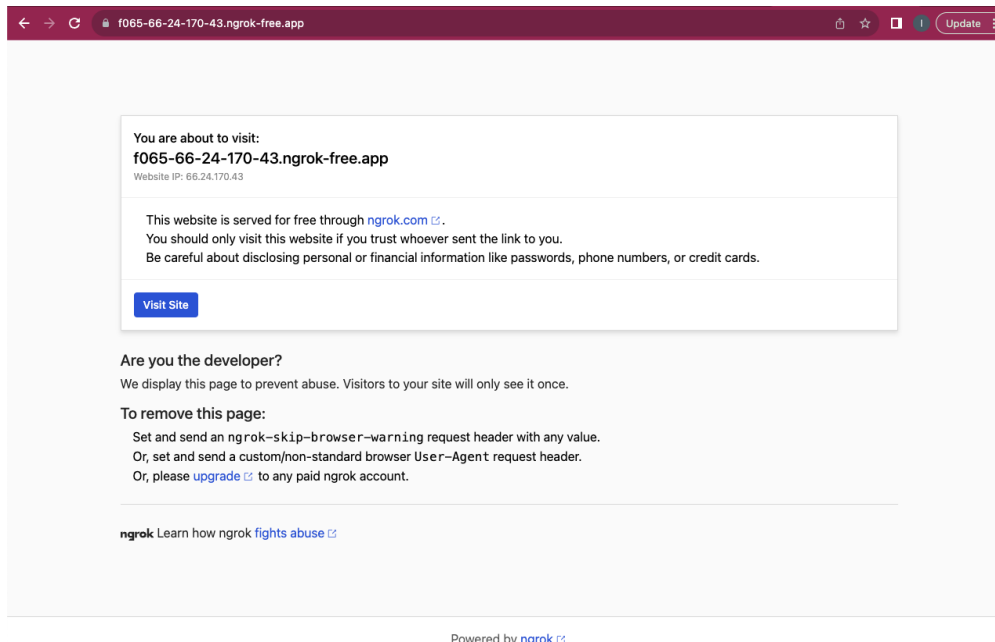 f065-66-24-170-43.ngrok-free.app
I
Update
You are about to visit:
f065-66-24-170-43.ngrok-free.app
Website IP: 66.24.170.43
This website is served for free through ngrok.com.
You should only visit this website if you trust whoever sent the link to you.
Be careful about disclosing personal or financial information like passwords, phone numbers, or credit cards.
Visit Site
Are you the developer?
We display this page to prevent abuse. Visitors to your site will only see it once.
To remove this page:
Set and send an ngrok-skip-browser-warning request header with any value.
Or, set and send a custom/non-standard browser User-Agent request header.
Or, please upgrade to any paid ngrok account.
ngrok Learn how ngrok fights abuse
Powered by ngrok